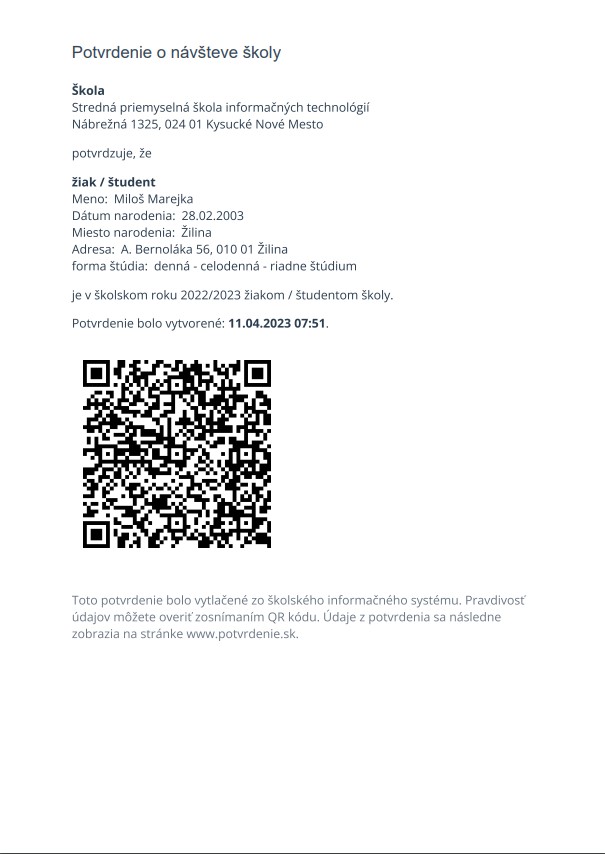 Potvrdenie o návšteve školy
Škola
Stredná priemyselná škola informačných technológií
Nábrežná 1325, 024 01 Kysucké Nové Mesto
potvrdzuje, že
žiak / študent
Meno: Miloš Marejka
Dátum narodenia: 28.02.2003
Miesto narodenia: Žilina
Adresa: A. Bernoláka 56, 010 01 Žilina
forma štúdia: denná - celodenná - riadne štúdium
je v školskom roku 2022/2023 žiakom / študentom školy.
Potvrdenie bolo vytvorené: 11.04.2023 07:51.
Toto potvrdenie bolo vytlačené zo školského informačného systému. Pravdivosť
údajov môžete overiť zosnímaním QR kódu. Údaje z potvrdenia sa následne
zobrazia na stránke www.potvrdenie.sk.